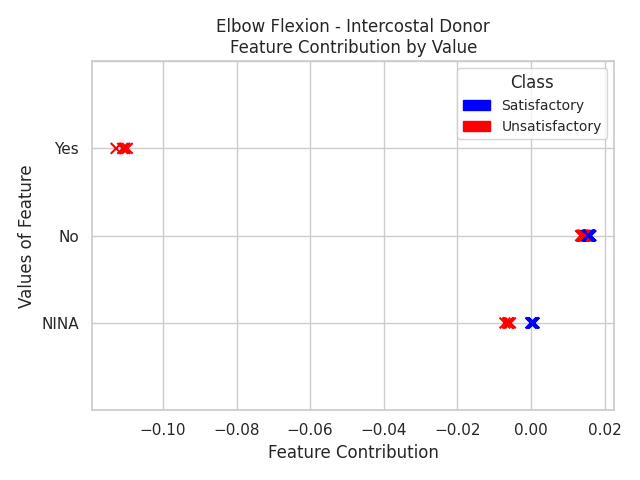 Elbow Flexion - Intercostal Donor
Feature Contribution by Value
Class
Satisfactory
Unsatisfactory
Values of Feature
Yes
No
NINA
−0.10
−0.08
−0.06
−0.04
−0.02
0.00
0.02
Feature Contribution